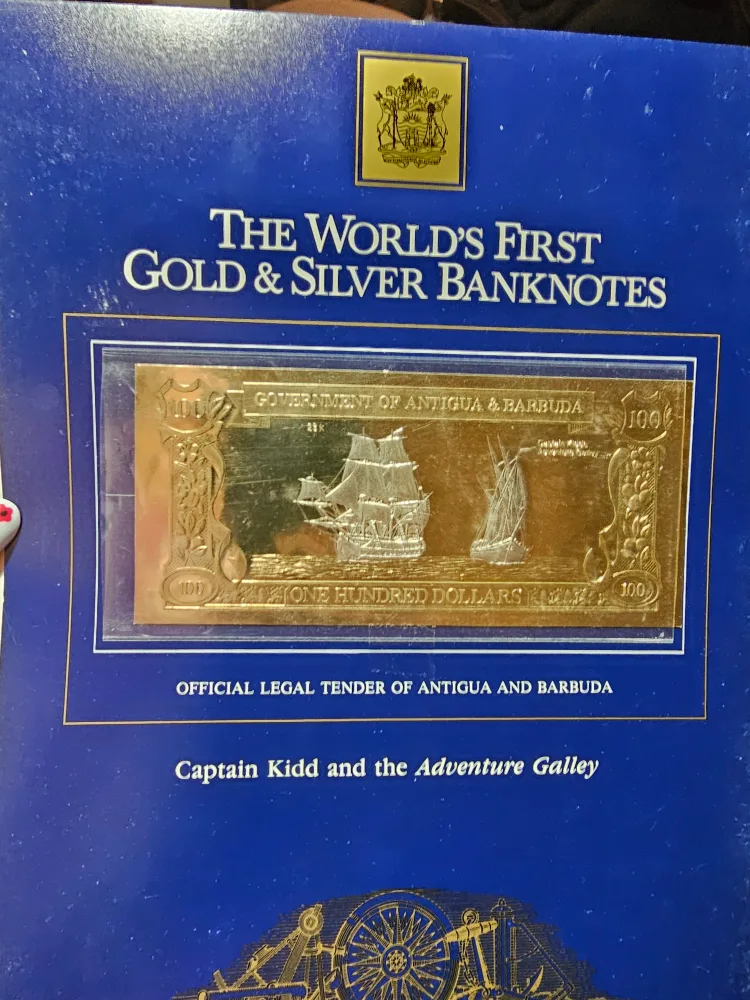 THE WORLD'S FIRST
GOLD & SILVER BANKNOTES
100
GOVERNMENT OF ANTIGUA & BARBUDA
100
23k
100
ONE HUNDRED DOLLARS
100
OFFICIAL LEGAL TENDER OF ANTIGUA AND BARBUDA
Captain Kidd and the Adventure Galley